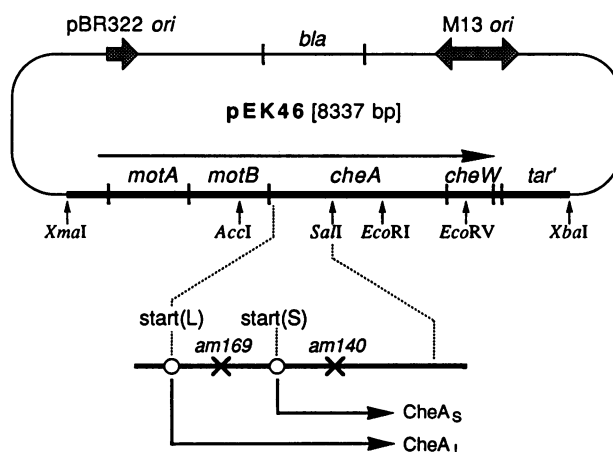 pBR322 ori bla M13 ori
pEK46 [8337 bp]
motA motB cheA cheW tar'
XmaI AccI SalI EcoRI EcoRV XbaI
start(L) start(S)
am169 am140
CheAS
CheAL